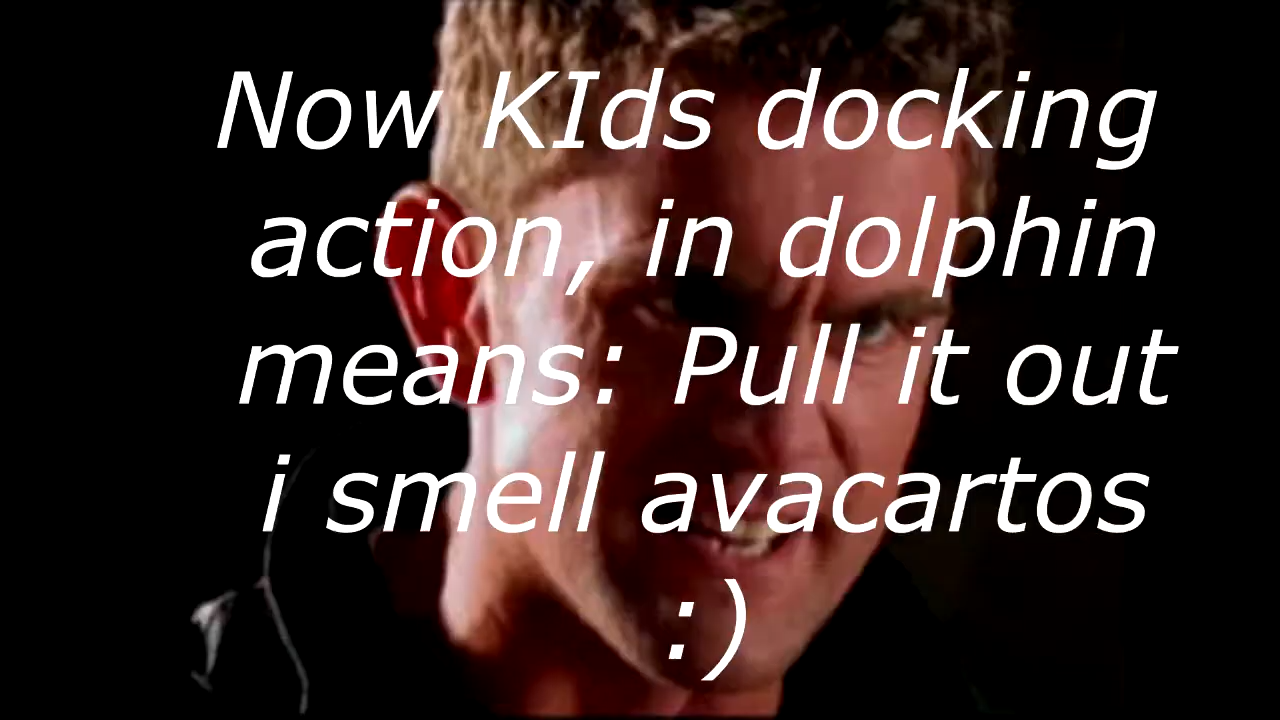 Now KIds docking
action, in dolphin
means: Pull it out
i smell avacartos
:)